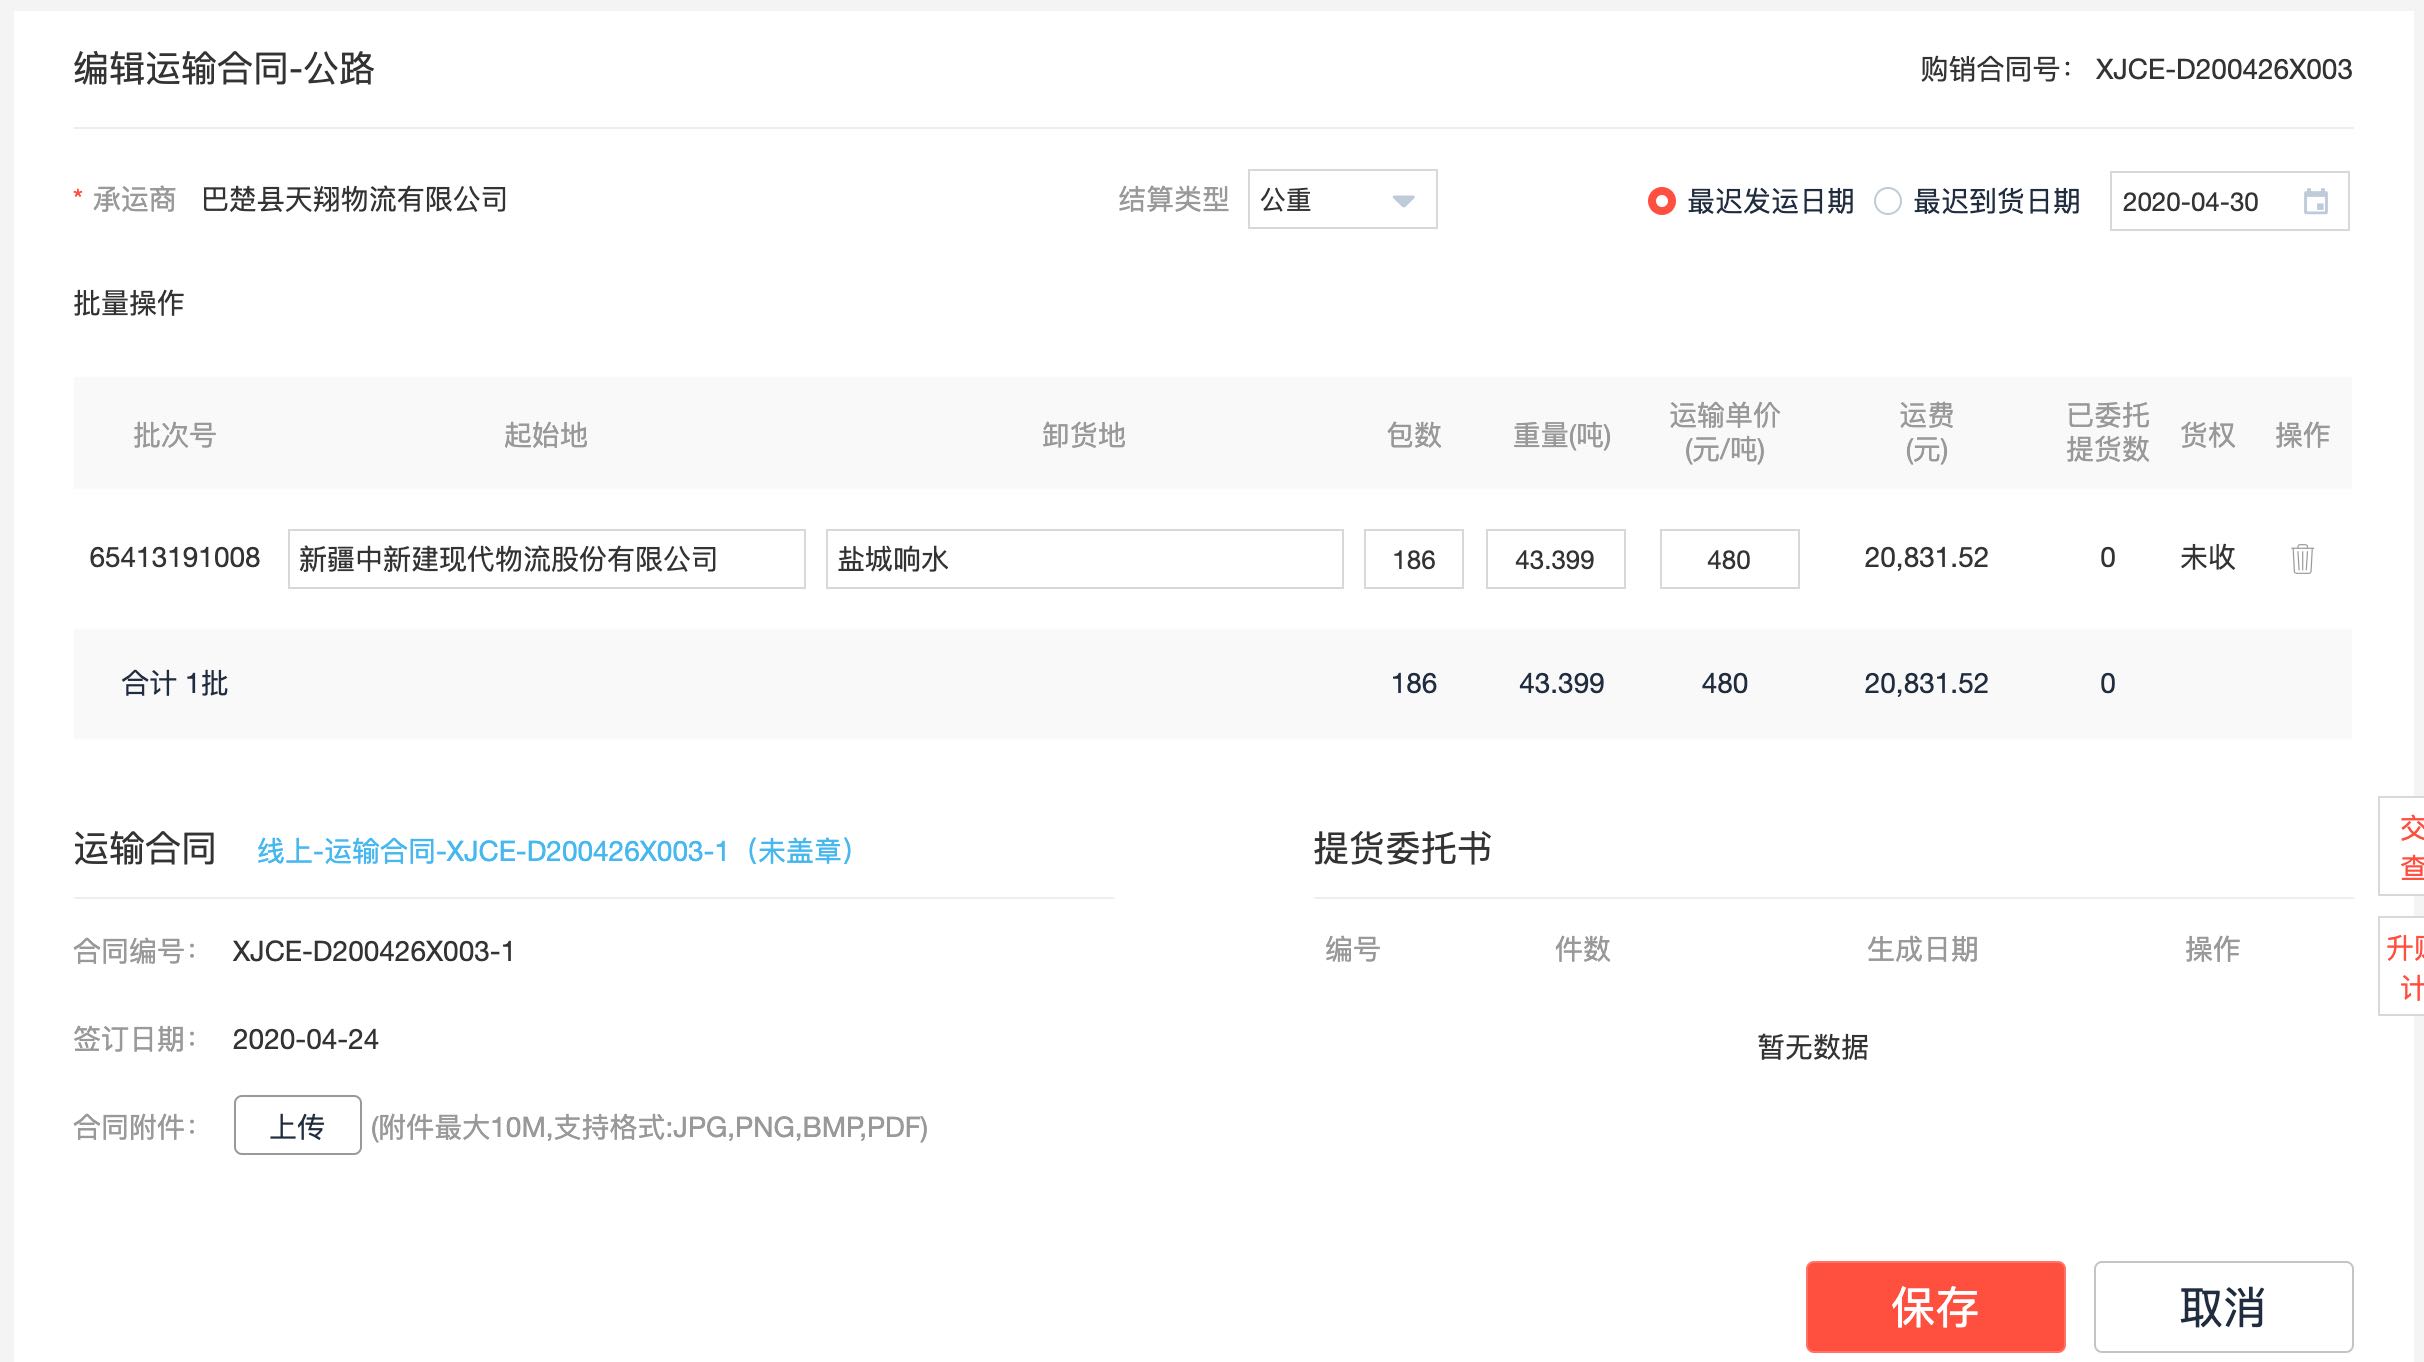 编辑运输合同-公路
购销合同号： XJCE-D200426X003
* 承运商 巴楚县天翔物流有限公司
结算类型 公重
最迟发运日期 最迟到货日期 2020-04-30
批量操作
批次号 起始地 卸货地 包数 重量(吨) 运输单价(元/吨) 运费(元) 已委托提货数 货权 操作
65413191008 新疆中新建现代物流股份有限公司 盐城响水 186 43.399 480 20,831.52 0 未收
合计 1批 186 43.399 480 20,831.52 0
运输合同 线上-运输合同-XJCE-D200426X003-1（未盖章）
合同编号： XJCE-D200426X003-1
签订日期： 2020-04-24
合同附件： 上传 (附件最大10M,支持格式:JPG,PNG,BMP,PDF)
提货委托书
编号 件数 生成日期 操作
暂无数据
交
查
升
计
保存 取消